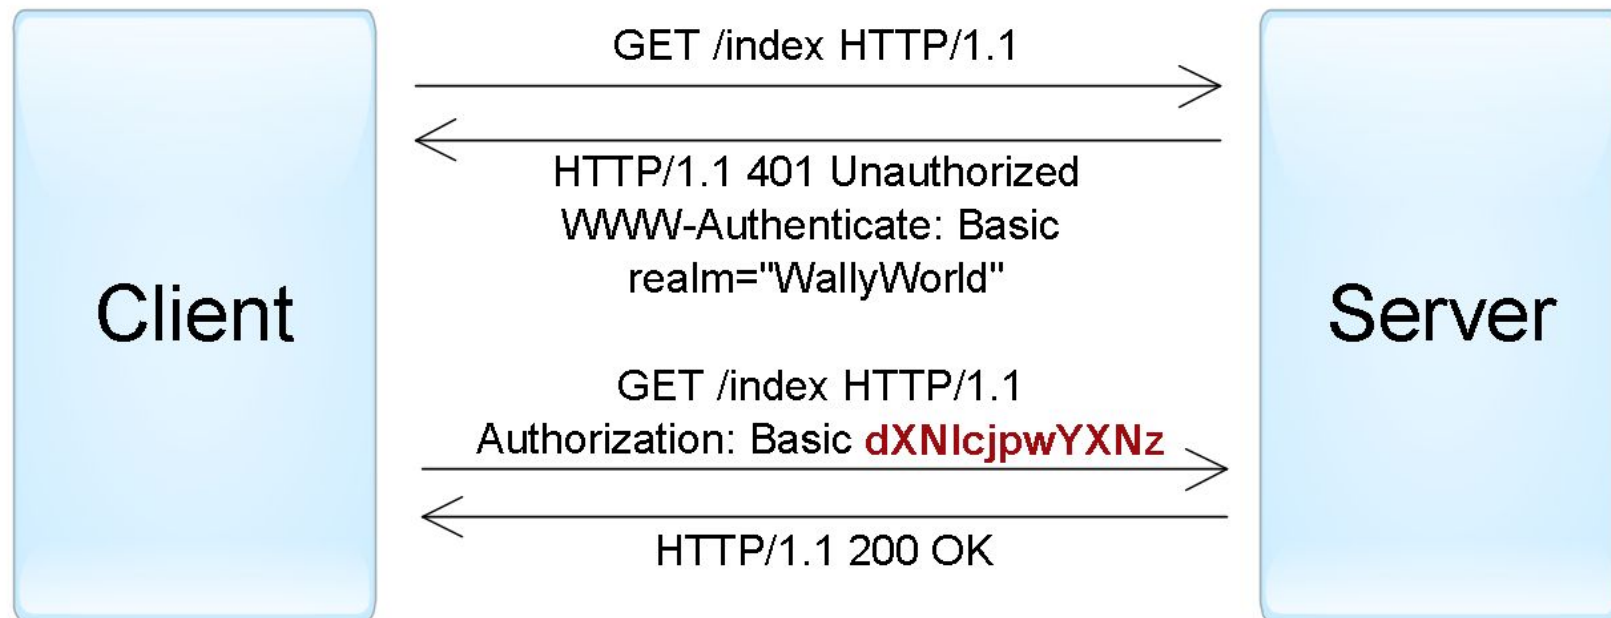 GET /index HTTP/1.1
HTTP/1.1 401 Unauthorized
WWW-Authenticate: Basic
realm="WallyWorld"
Client
Server
GET /index HTTP/1.1
Authorization: Basic dXNlcjpwYXNz
HTTP/1.1 200 OK